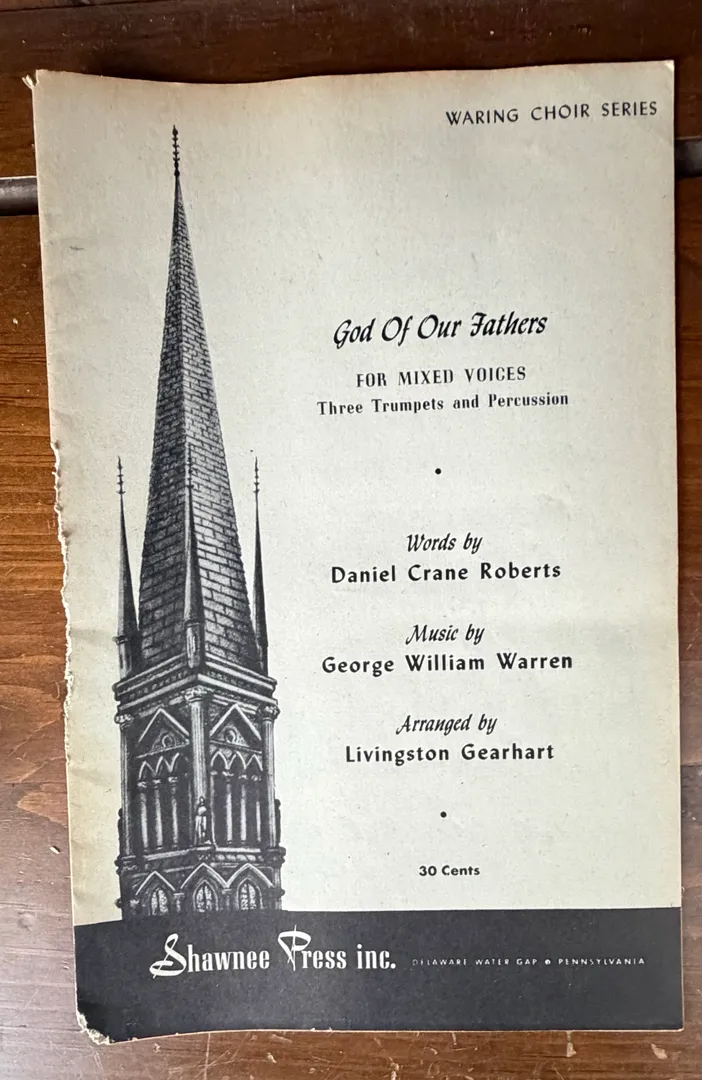 WARING CHOIR SERIES
God Of Our Fathers
FOR MIXED VOICES
Three Trumpets and Percussion
•
Words by
Daniel Crane Roberts
Music by
George William Warren
Arranged by
Livingston Gearhart
•
30 Cents
Shawnee Press inc. DELAWARE WATER GAP • PENNSYLVANIA